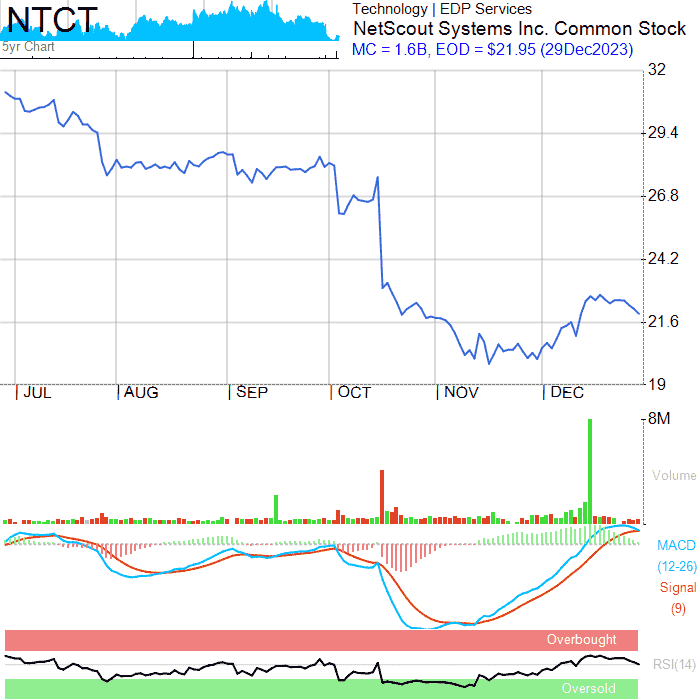 NTCT
5yr Chart
Technology | EDP Services
NetScout Systems Inc. Common Stock
MC = 1.6B, EOD = $21.95 (29Dec2023)
32
29.4
26.8
24.2
21.6
19
JUL AUG SEP OCT NOV DEC
8M
Volume
MACD
(12-26)
Signal
(9)
Overbought
RSI(14)
Oversold